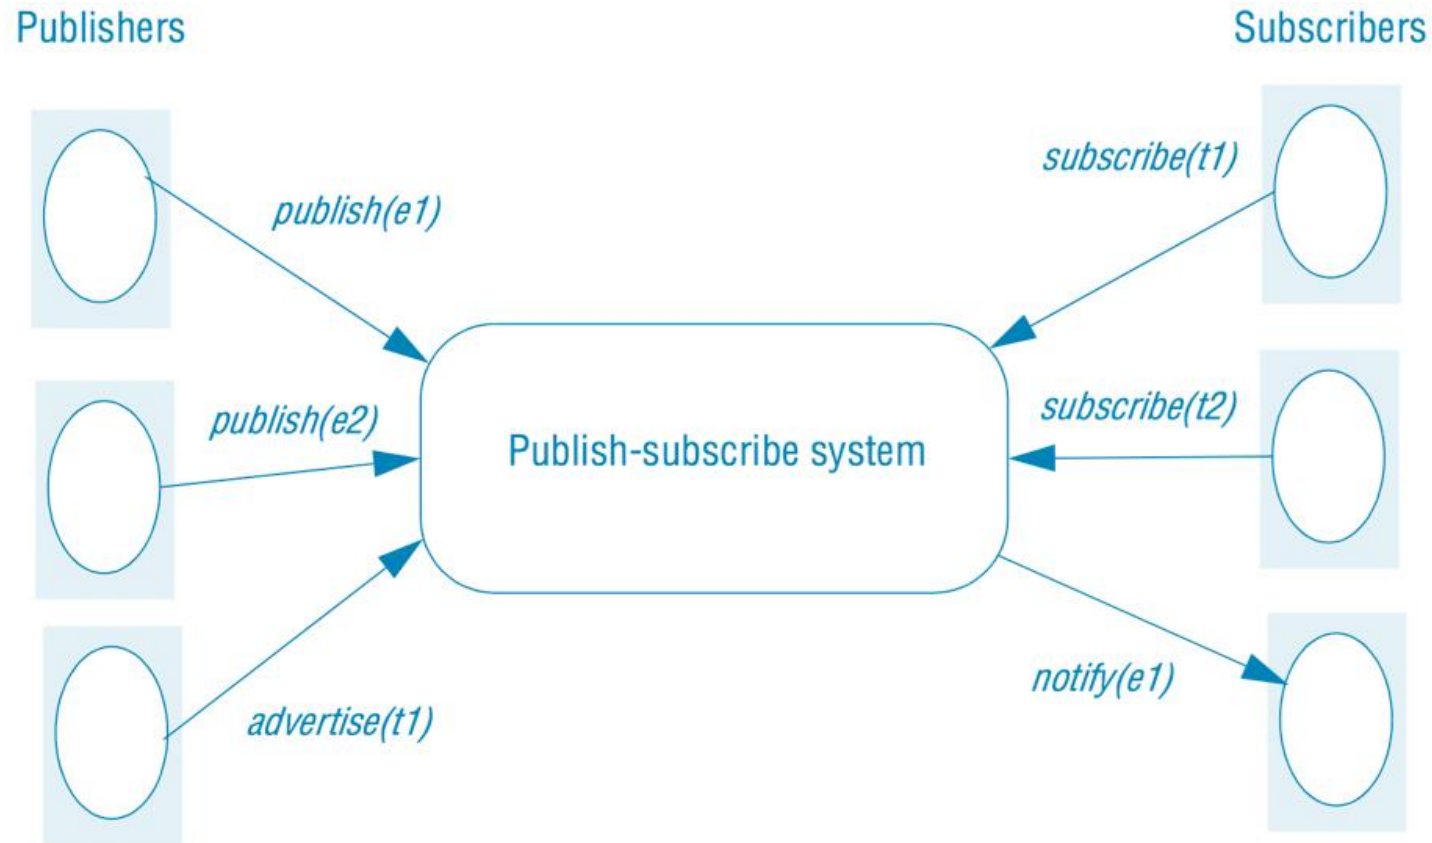 Publishers
Subscribers
publish(e1)
subscribe(t1)
publish(e2)
subscribe(t2)
Publish-subscribe system
advertise(t1)
notify(e1)